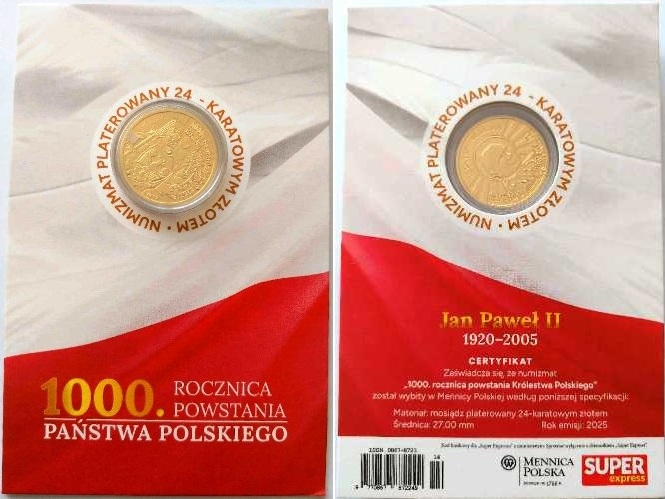 NUMIZMAT PLATEROWANY 24 - KARATOWYM ZŁOTEM •
1000.
ROCZNICA
POWSTANIA
PAŃSTWA POLSKIEGO
NUMIZMAT PLATEROWANY 24 - KARATOWYM ZŁOTEM •
Jan Paweł II
1920-2005
CERTYFIKAT
Zaświadcza się, że numizmat
„1000. rocznica powstania Królestwa Polskiego"
został wybity w Mennicy Polskiej według poniższej specyfikacji:
Materiał: mosiądz platerowany 24-karatowym złotem
Średnica: 27,00 mm
Rok emisji: 2025
MENNICA
POLSKA
SUPER
express